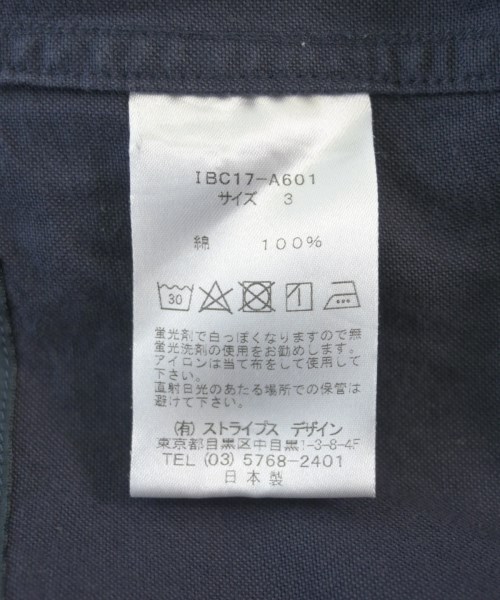 IBC17-A601
サイズ 3
綿 100%
30
蛍光剤で白っぽくなりますので無
蛍光洗剤の使用をお勧めします。
アイロンは当て布をして使用して
下さい。
直射日光のあたる場所での保管は
避けて下さい。
(有) ストライプス デザイン
東京都目黒区中目黒1-3-8-4F
TEL (03) 5768-2401
日本製